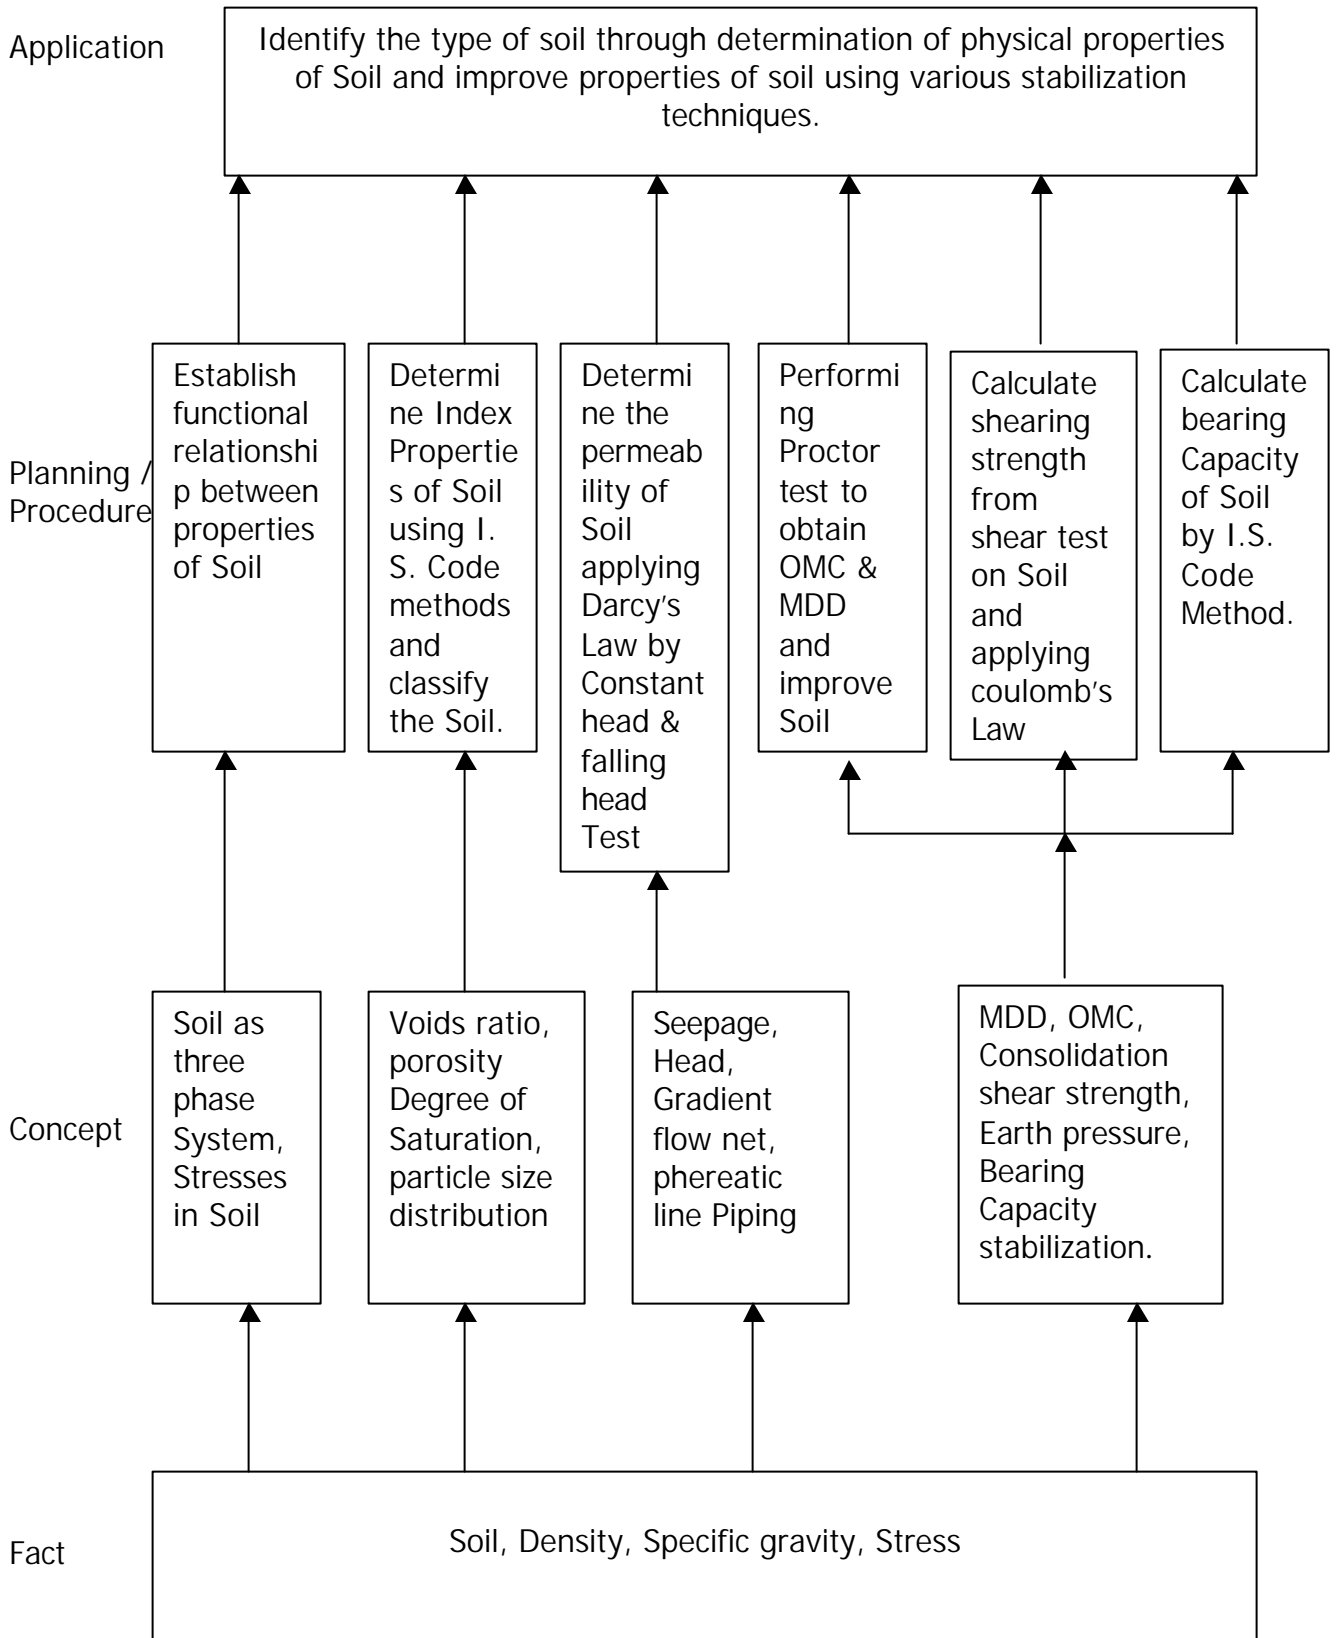 Application
Identify the type of soil through determination of physical properties
of Soil and improve properties of soil using various stabilization
techniques.
Planning /
Procedure
Establish
functional
relationshi
p between
properties
of Soil
Determi
ne Index
Propertie
s of Soil
using I.
S. Code
methods
and
classify
the Soil.
Determi
ne the
permeab
ility of
Soil
applying
Darcy's
Law by
Constant
head &
falling
head
Test
Performi
ng
Proctor
test to
obtain
OMC &
MDD
and
improve
Soil
Calculate
shearing
strength
from
shear test
on Soil
and
applying
coulomb's
Law
Calculate
bearing
Capacity
of Soil
by I.S.
Code
Method.
Concept
Soil as
three
phase
System,
Stresses
in Soil
Voids ratio,
porosity
Degree of
Saturation,
particle size
distribution
Seepage,
Head,
Gradient
flow net,
phereatic
line Piping
MDD, OMC,
Consolidation
shear strength,
Earth pressure,
Bearing
Capacity
stabilization.
Fact
Soil, Density, Specific gravity, Stress